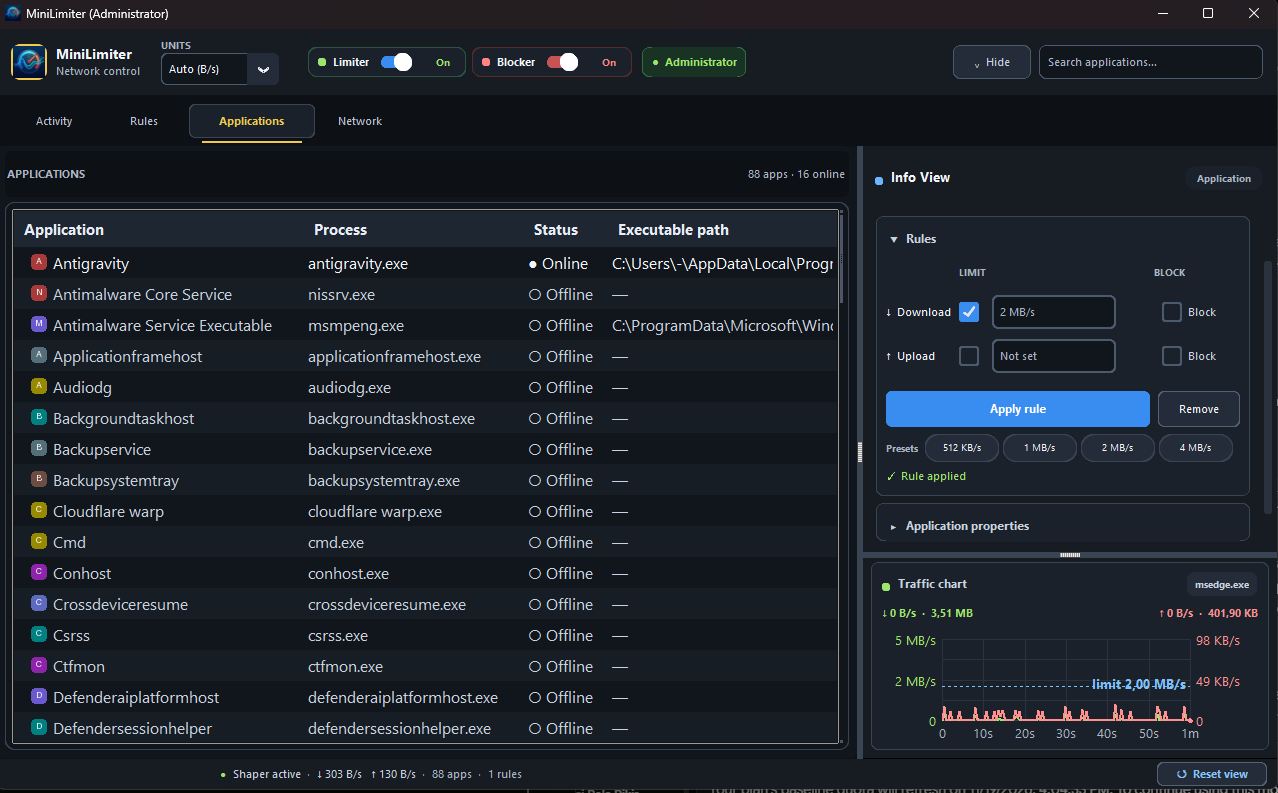 MiniLimiter (Administrator)
MiniLimiter
Network control
UNITS
Auto (B/s)
Limiter On
Blocker On
Administrator
Hide
Search applications...
Activity Rules Applications Network
APPLICATIONS
88 apps · 16 online
Application Process Status Executable path
A Antigravity antigravity.exe ● Online C:\Users\-\AppData\Local\Progr
N Antimalware Core Service nissrv.exe ○ Offline —
M Antimalware Service Executable msmpeng.exe ○ Offline C:\ProgramData\Microsoft\Wind
A Applicationframehost applicationframehost.exe ○ Offline —
A Audiodg audiodg.exe ○ Offline —
B Backgroundtaskhost backgroundtaskhost.exe ○ Offline —
B Backupservice backupservice.exe ○ Offline —
B Backupsystemtray backupsystemtray.exe ○ Offline —
C Cloudflare warp cloudflare warp.exe ○ Offline —
C Cmd cmd.exe ○ Offline —
C Conhost conhost.exe ○ Offline —
C Crossdeviceresume crossdeviceresume.exe ○ Offline —
C Csrss csrss.exe ○ Offline —
C Ctfmon ctfmon.exe ○ Offline —
D Defenderaiplatformhost defenderaiplatformhost.exe ○ Offline —
D Defendersessionhelper defendersessionhelper.exe ○ Offline —
Info View
Application
▼ Rules
LIMIT BLOCK
↓ Download 2 MB/s Block
↑ Upload Not set Block
Apply rule Remove
Presets 512 KB/s 1 MB/s 2 MB/s 4 MB/s
✓ Rule applied
▸ Application properties
Traffic chart
msedge.exe
↓ 0 B/s · 3,51 MB
↑ 0 B/s · 401,90 KB
5 MB/s 98 KB/s
2 MB/s limit 2,00 MB/s 49 KB/s
0 0
0 10s 20s 30s 40s 50s 1m
● Shaper active · ↓ 303 B/s ↑ 130 B/s · 88 apps · 1 rules
Reset view